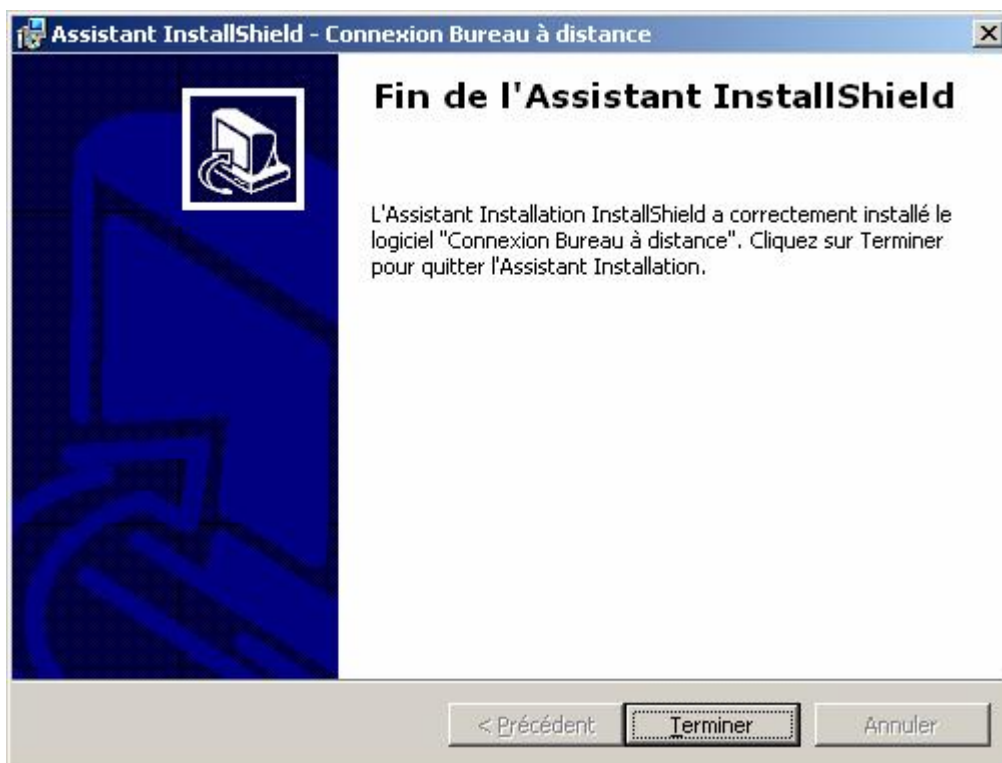 Assistant InstallShield - Connexion Bureau à distance
Fin de l'Assistant InstallShield
L'Assistant Installation InstallShield a correctement installé le
logiciel "Connexion Bureau à distance". Cliquez sur Terminer
pour quitter l'Assistant Installation.
< Précédent
Terminer
Annuler